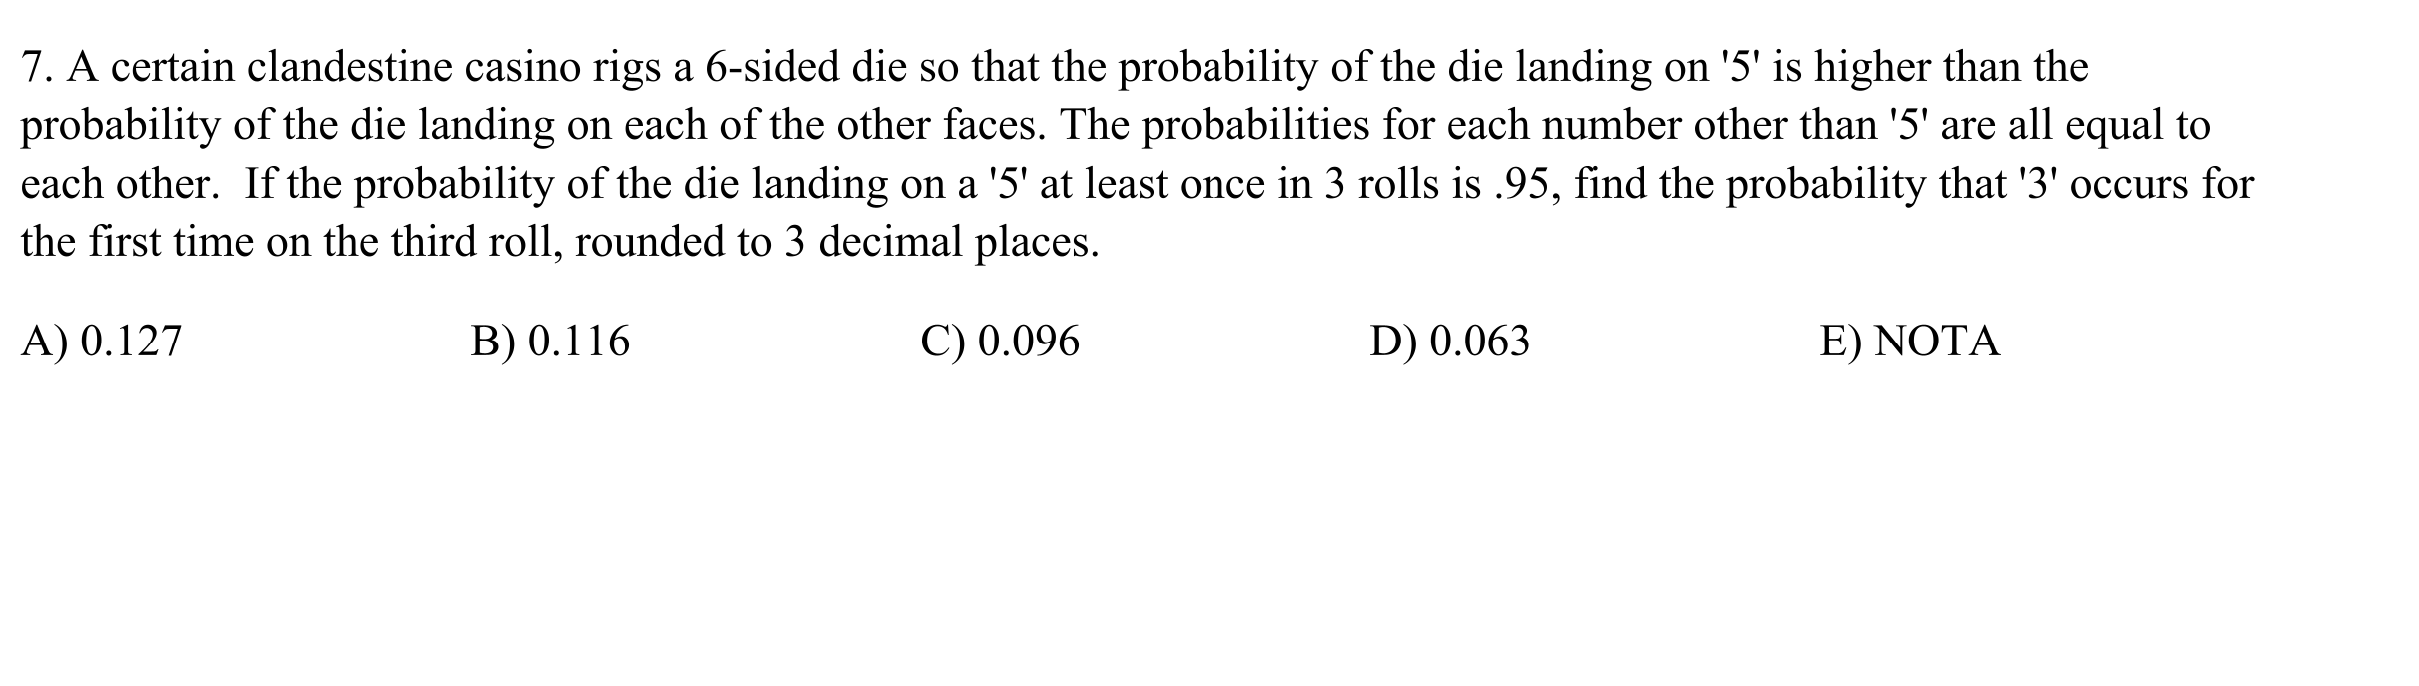 7. A certain clandestine casino rigs a 6-sided die so that the probability of the die landing on '5' is higher than the
probability of the die landing on each of the other faces. The probabilities for each number other than '5' are all equal to
each other.  If the probability of the die landing on a '5' at least once in 3 rolls is .95, find the probability that '3' occurs for
the first time on the third roll, rounded to 3 decimal places.
A) 0.127 B) 0.116 C) 0.096 D) 0.063 E) NOTA